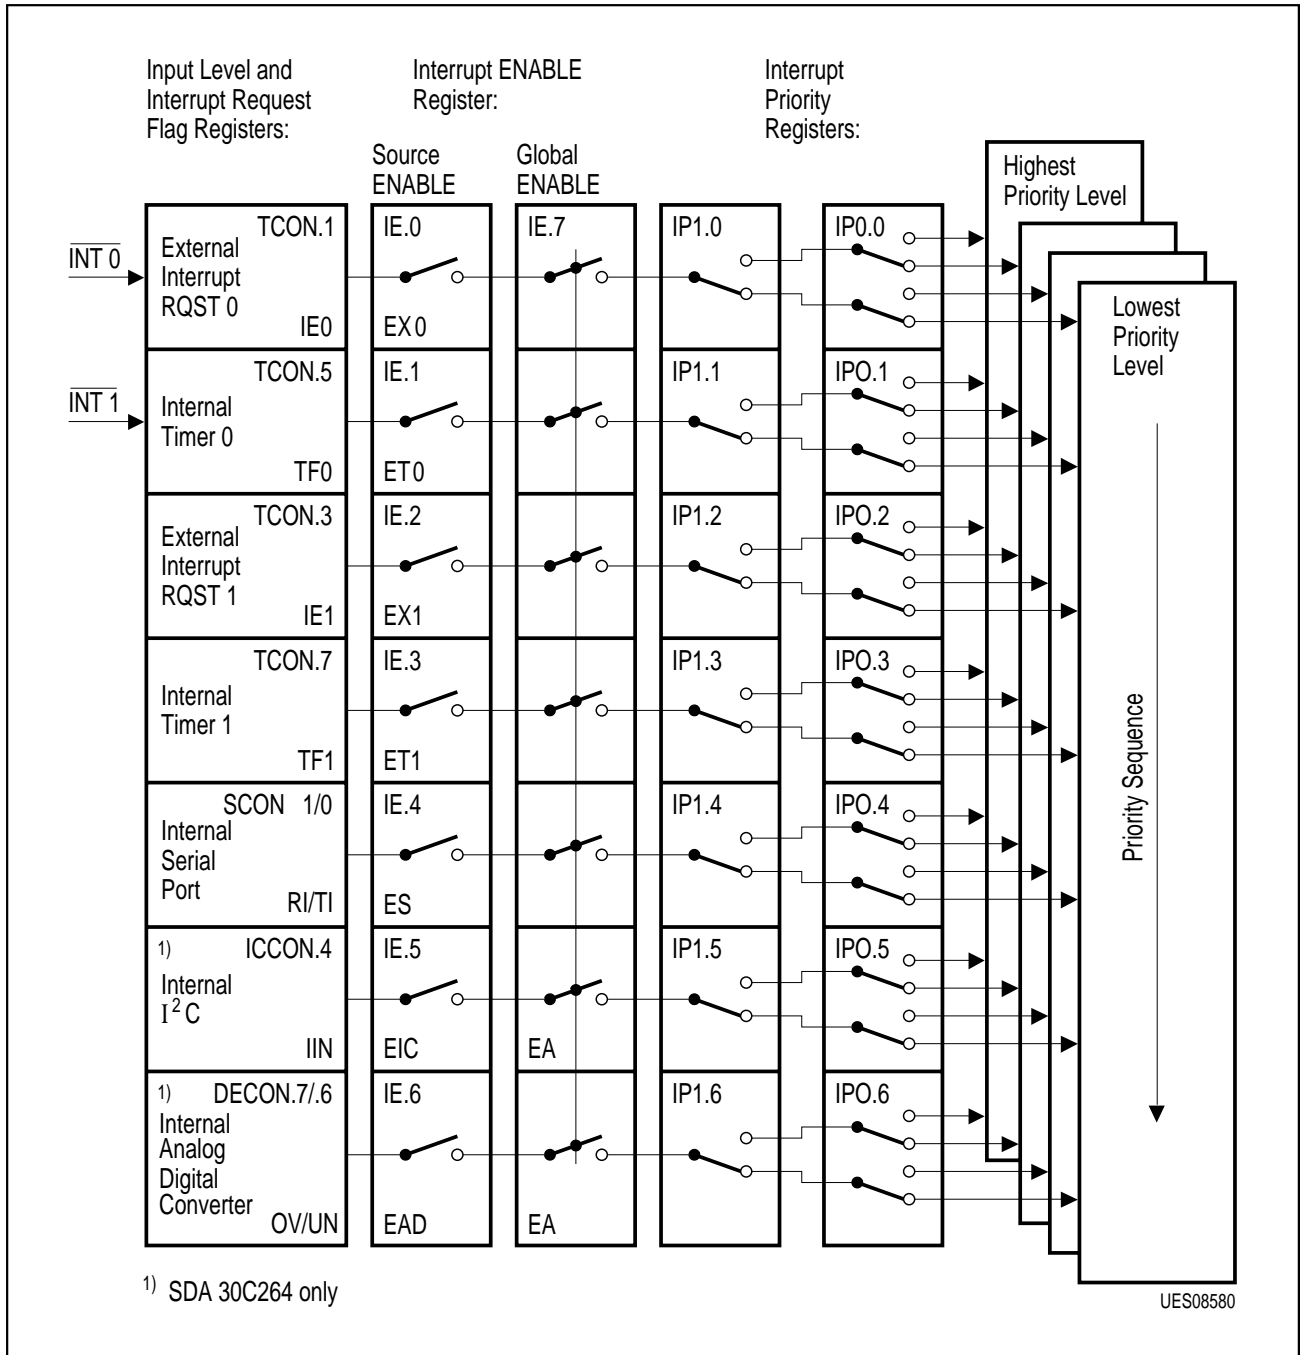 Input Level and
Interrupt Request
Flag Registers:
Interrupt ENABLE
Register:
Interrupt
Priority
Registers:
Source
ENABLE
Global
ENABLE
Highest
Priority Level
Lowest
Priority
Level
Priority Sequence
INT 0
TCON.1
External
Interrupt
RQST 0
IE0
IE.0
EX0
IE.7
IP1.0
IP0.0
INT 1
TCON.5
Internal
Timer 0
TF0
IE.1
ET0
IP1.1
IPO.1
TCON.3
External
Interrupt
RQST 1
IE1
IE.2
EX1
IP1.2
IPO.2
TCON.7
Internal
Timer 1
TF1
IE.3
ET1
IP1.3
IPO.3
SCON 1/0
Internal
Serial
Port
RI/TI
IE.4
ES
IP1.4
IPO.4
1) ICCON.4
Internal
I²C
IIN
IE.5
EIC
EA
IP1.5
IPO.5
1) DECON.7/.6
Internal
Analog
Digital
Converter
OV/UN
IE.6
EAD
EA
IP1.6
IPO.6
1) SDA 30C264 only
UES08580